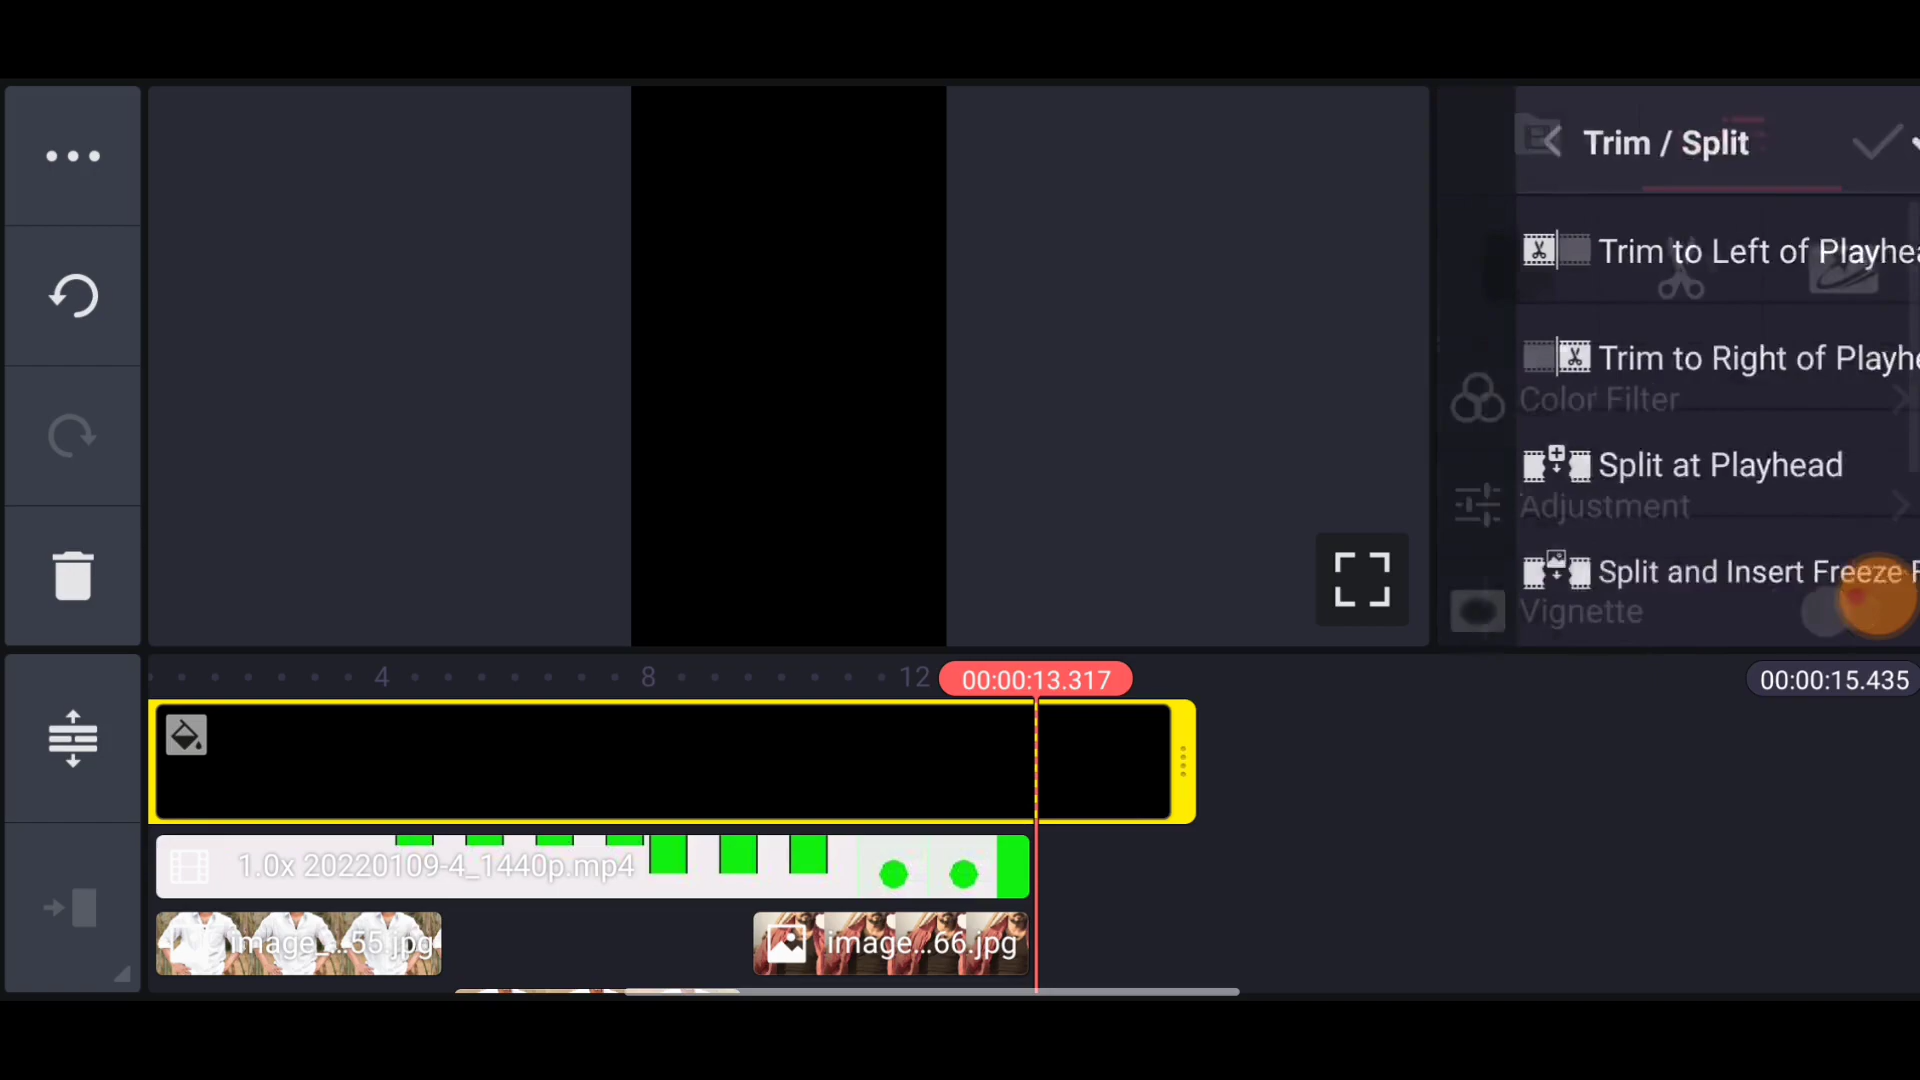 Trim / Split
Trim to Left of Playhea
Trim to Right of Playhe
Color Filter
Split at Playhead
Adjustment
Split and Insert Freeze F
Vignette
4
8
12
00:00:13.317
00:00:15.435
1.0x 20220109-4_1440p.mp4
image_...55.jpg
image...66.jpg